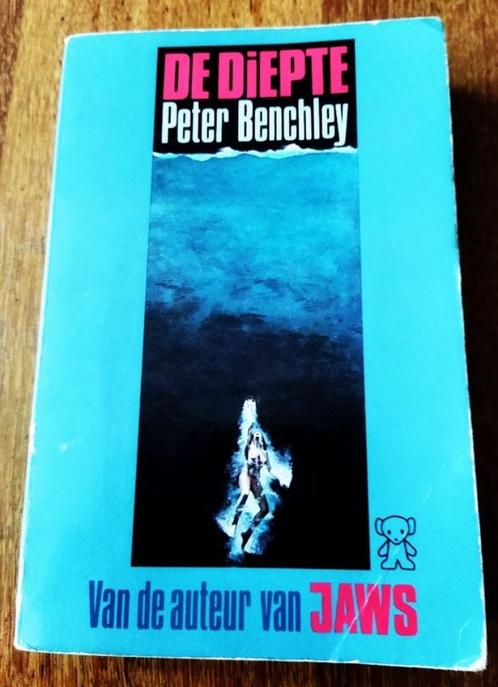 DE DiEPTE
Peter Benchley
Van de auteur van JAWS